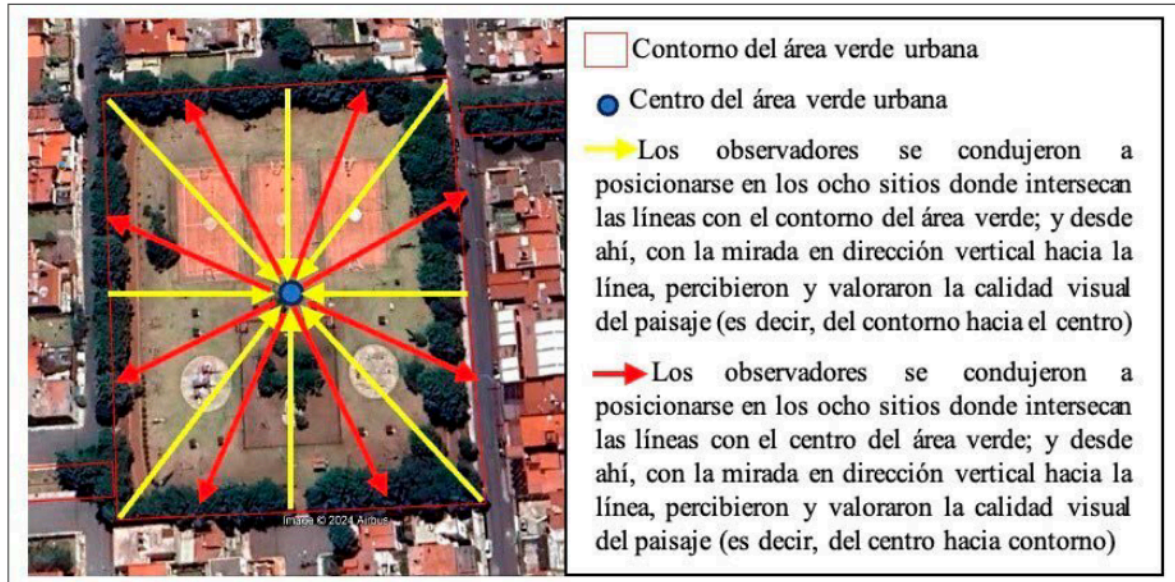 Contorno del área verde urbana
Centro del área verde urbana
Los observadores se condujeron a
posicionarse en los ocho sitios donde intersecan
las líneas con el contorno del área verde; y desde
ahí, con la mirada en dirección vertical hacia la
línea, percibieron y valoraron la calidad visual
del paisaje (es decir, del contorno hacia el centro)
Los observadores se condujeron a
posicionarse en los ocho sitios donde intersecan
las líneas con el centro del área verde; y desde
ahí, con la mirada en dirección vertical hacia la
línea, percibieron y valoraron la calidad visual
del paisaje (es decir, del centro hacia contorno)
Image © 2024 Airbus